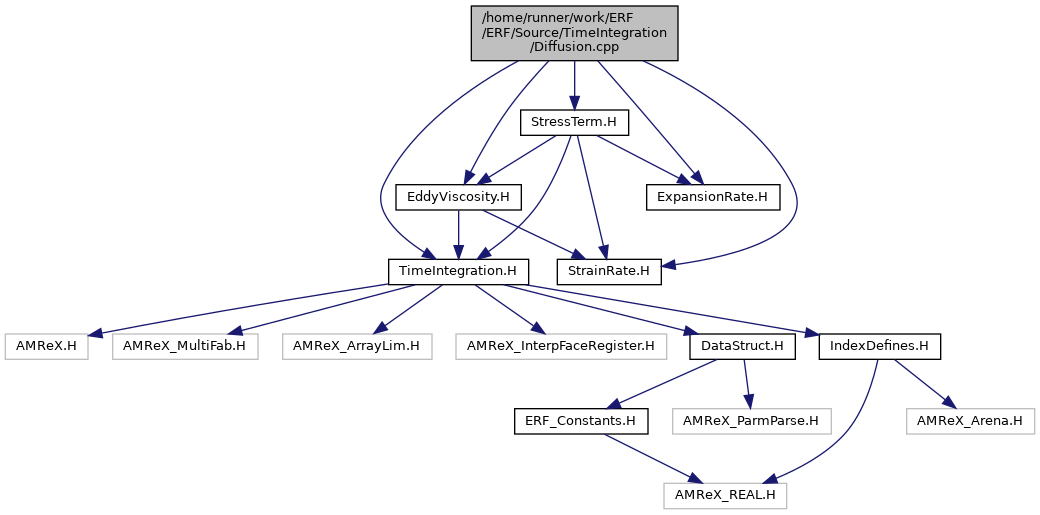 /home/runner/work/ERF
/ERF/Source/TimeIntegration
/Diffusion.cpp
StressTerm.H
EddyViscosity.H
ExpansionRate.H
TimeIntegration.H
StrainRate.H
AMReX.H
AMReX_MultiFab.H
AMReX_ArrayLim.H
AMReX_InterpFaceRegister.H
DataStruct.H
IndexDefines.H
ERF_Constants.H
AMReX_ParmParse.H
AMReX_Arena.H
AMReX_REAL.H